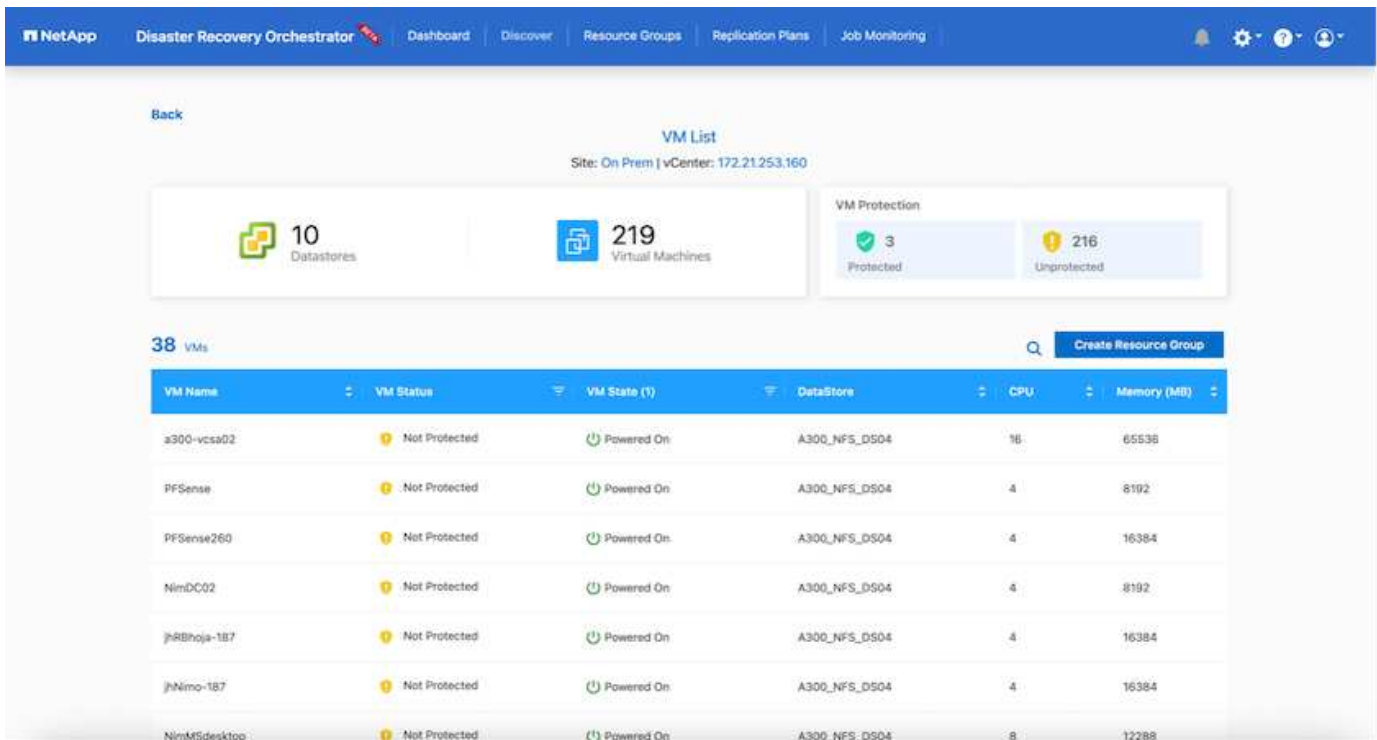 NetApp Disaster Recovery Orchestrator Dashboard Discover Resource Groups Replication Plans Job Monitoring
Back
VM List
Site: On Prem | vCenter: 172.21.253.160
VM Protection
10
Datastores
219
Virtual Machines
3
Protected
216
Unprotected
38 VMs
Create Resource Group
VM Name VM Status VM State (1) DataStore CPU Memory (MB)
a300-vcsa02 Not Protected Powered On A300_NFS_DS04 16 65536
PFSense Not Protected Powered On A300_NFS_DS04 4 8192
PFSense260 Not Protected Powered On A300_NFS_DS04 4 16384
NimDC02 Not Protected Powered On A300_NFS_DS04 4 8192
jhRBhoja-187 Not Protected Powered On A300_NFS_DS04 4 16384
jhNimo-187 Not Protected Powered On A300_NFS_DS04 4 16384
NimMSdesktop Not Protected Powered On A300_NFS_DS04 8 12288